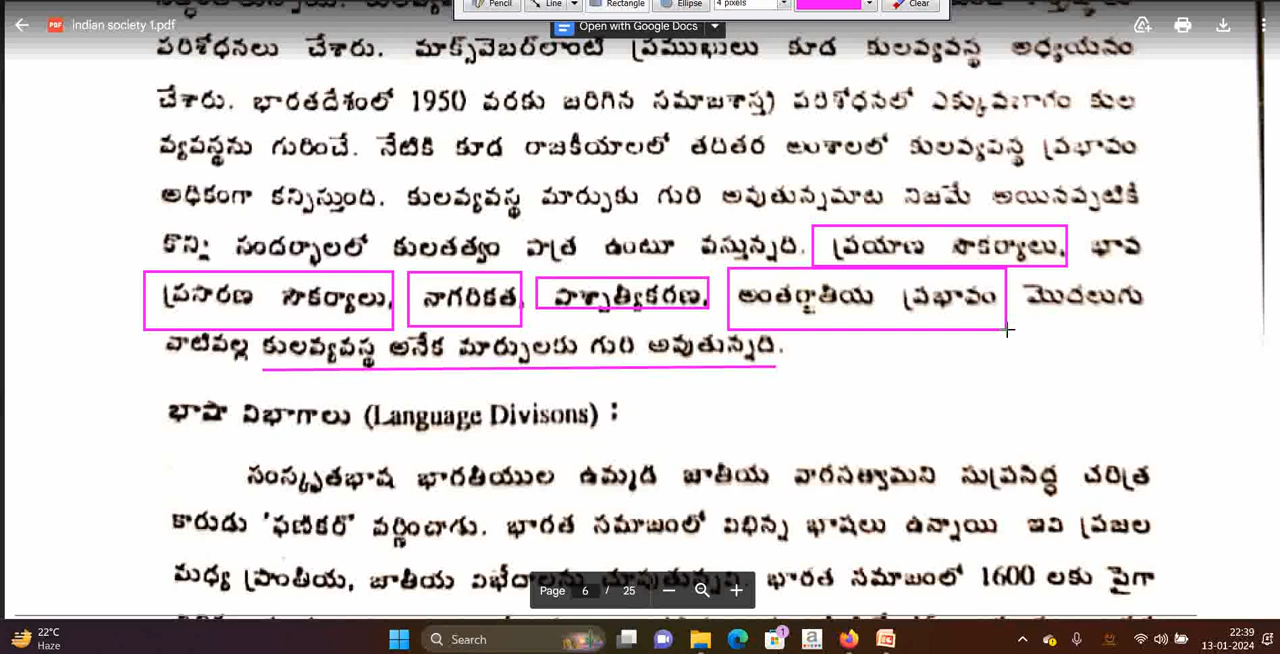 Pencil Line Rectangle Ellipse 4 pixels Clear
Indian society 1.pdf
Open with Google Docs
పరిశోధనలు చేశారు. మాక్స్‌వెబర్‌లాంటి ప్రముఖులు కూడ కులవ్యవస్థ అధ్యయనం
చేశారు. భారతదేశంలో 1950 వరకు జరిగిన సమాజశాస్త్ర పరిశోధనలో ఎక్కువభాగం కుల
వ్యవస్థను గురించే. నేటికి కూడ రాజకీయాలలో తదితర అంశాలలో కులవ్యవస్థ ప్రభావం
అధికంగా కన్పిస్తుంది. కులవ్యవస్థ మార్పుకు గురి అవుతున్నమాట నిజమే అయినప్పటికీ
కొన్ని సందర్భాలలో కులతత్వం పాత్ర ఉంటూ వస్తున్నది. ప్రయాణ సౌకర్యాలు, భావ
ప్రసారణ సౌకర్యాలు, నాగరికత, పాశ్చాత్యీకరణ, అంతర్జాతీయ ప్రభావం మొదలుగు
వాటివల్ల కులవ్యవస్థ అనేక మార్పులకు గురి అవుతున్నది.
భాషా విభాగాలు (Language Divisons) :
సంస్కృతభాష భారతీయుల ఉమ్మడి జాతీయ వారసత్వమని సుప్రసిద్ధ చరిత్ర
కారుడు 'ఫణికర్' వర్ణించాడు. భారత సమాజంలో విభిన్న భాషలు ఉన్నాయి ఇవి ప్రజల
మధ్య ప్రాంతీయ, జాతీయ విభేదాలను చూపుతున్నవి. భారత సమాజంలో 1600 లకు పైగా
Page 6 / 25
22°C
Haze
Search
22:39
13-01-2024